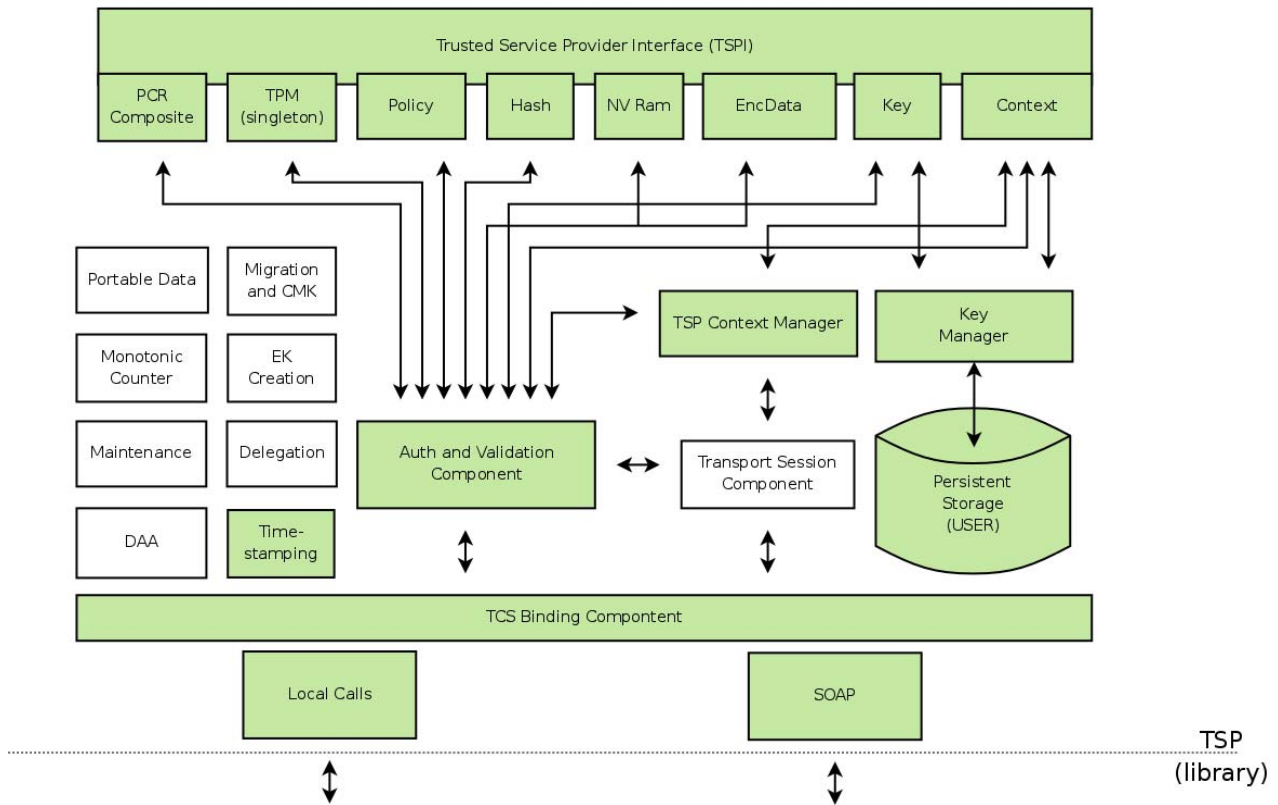 Trusted Service Provider Interface (TSPI)
PCR
Composite
TPM
(singleton)
Policy
Hash
NV Ram
EncData
Key
Context
Portable Data
Migration
and CMK
Monotonic
Counter
EK
Creation
Maintenance
Delegation
DAA
Time-
stamping
TSP Context Manager
Key
Manager
Auth and Validation
Component
Transport Session
Component
Persistent
Storage
(USER)
TCS Binding Compontent
Local Calls
SOAP
TSP
(library)